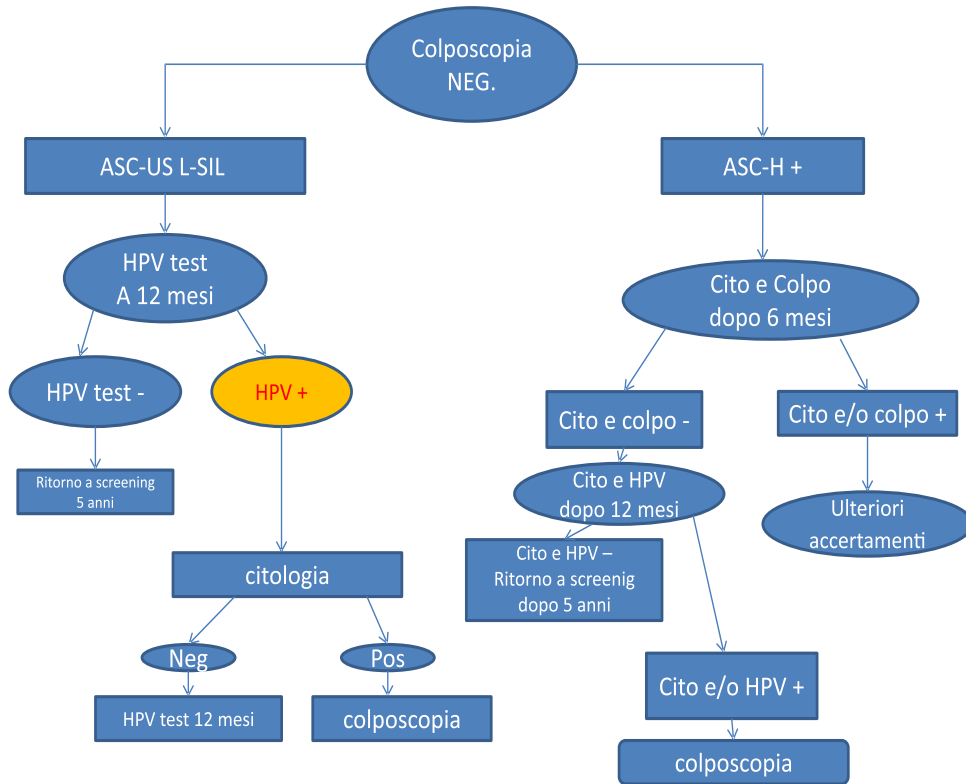 Colposcopia
NEG.
ASC-US L-SIL
ASC-H +
HPV test
A 12 mesi
Cito e Colpo
dopo 6 mesi
HPV test -
HPV +
Cito e colpo -
Cito e/o colpo +
Ritorno a screening
5 anni
Cito e HPV
dopo 12 mesi
Ulteriori
accertamenti
citologia
Cito e HPV –
Ritorno a screenig
dopo 5 anni
Neg
Pos
HPV test 12 mesi
colposcopia
Cito e/o HPV +
colposcopia